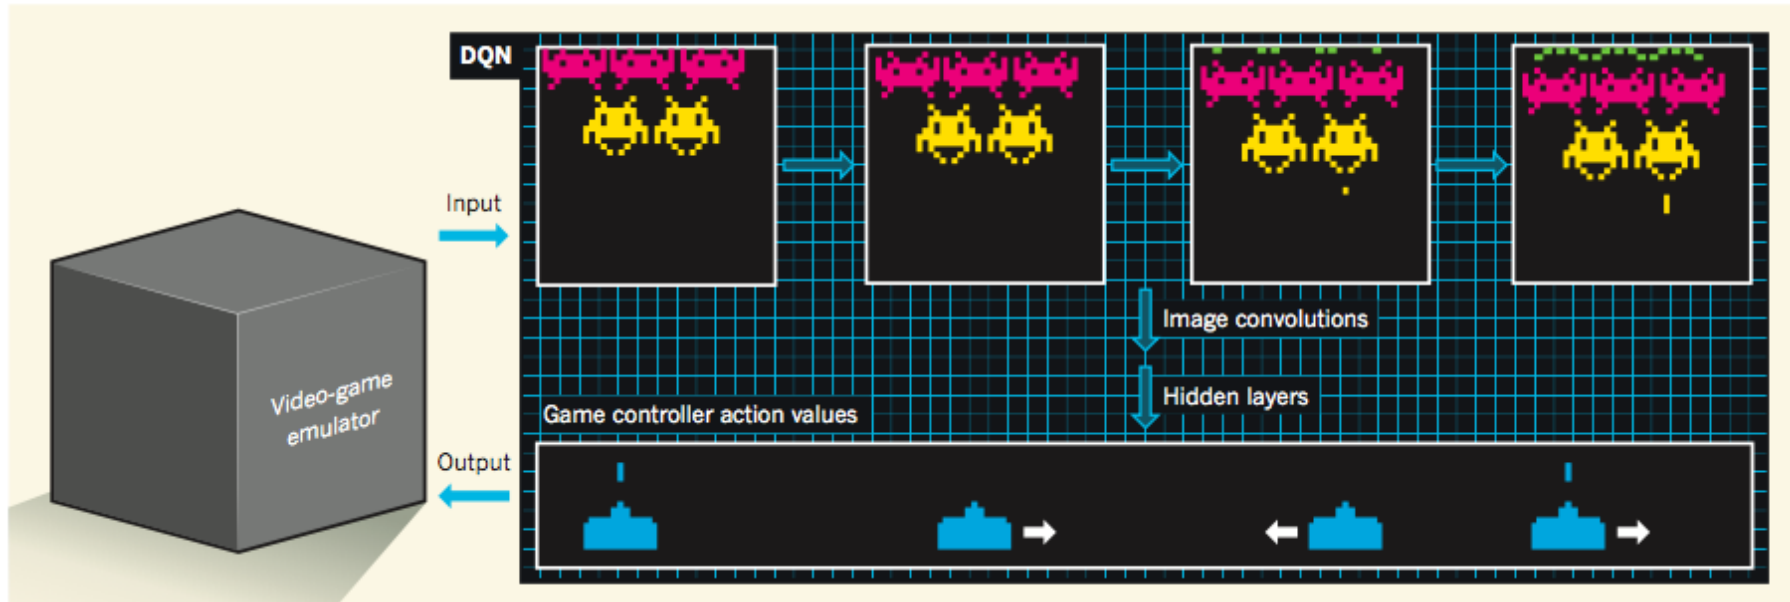 DQN
Input
Image convolutions
Hidden layers
Video-game
emulator
Game controller action values
Output